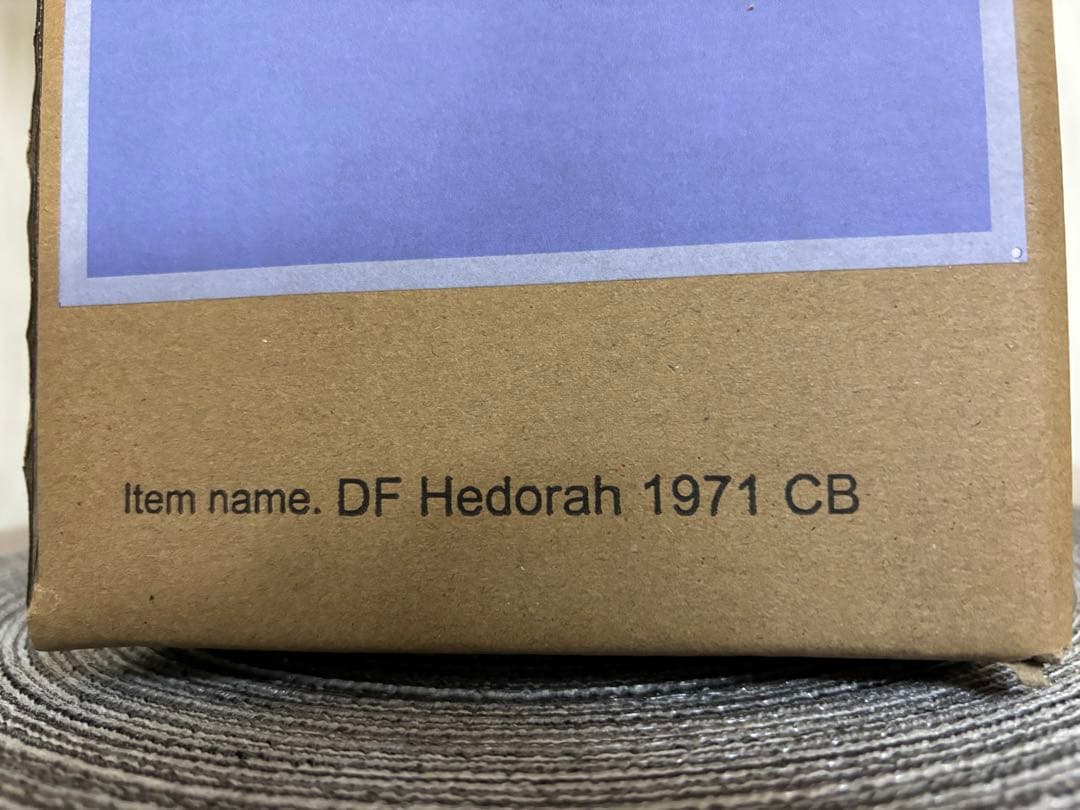 Item name. DF Hedorah 1971 CB